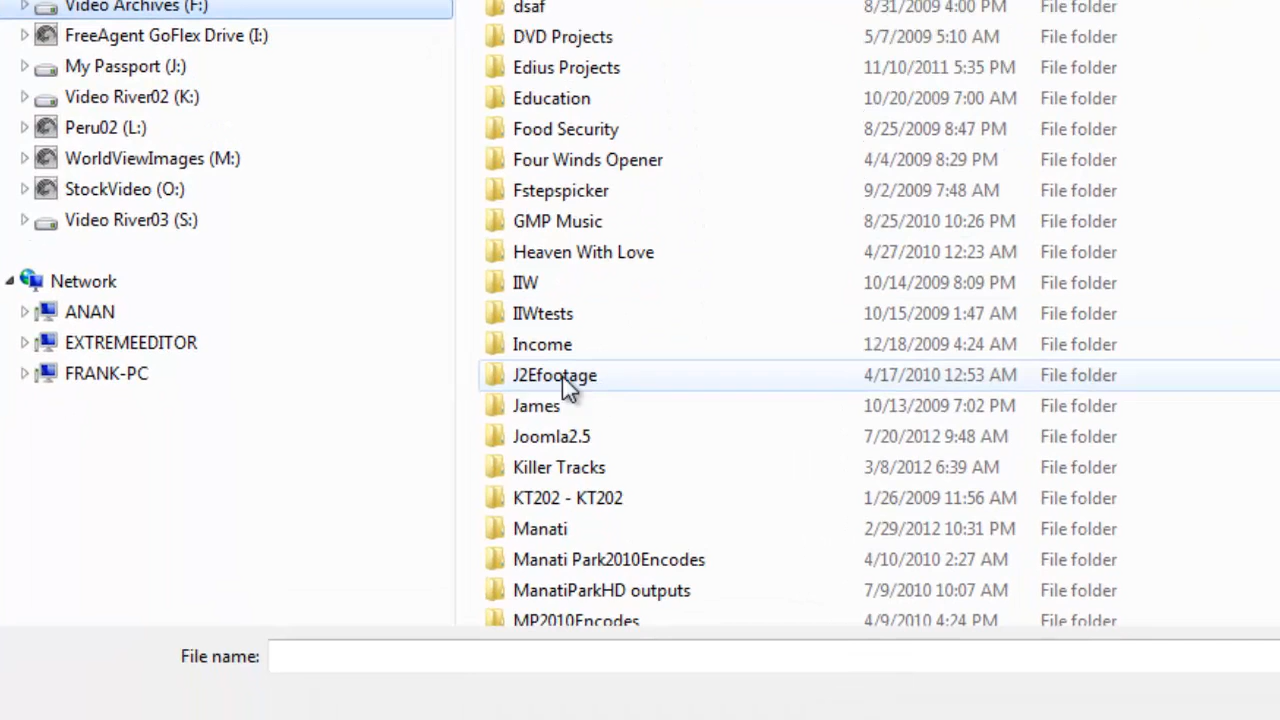 Video Archives (F:)
FreeAgent GoFlex Drive (I:)
My Passport (J:)
Video River02 (K:)
Peru02 (L:)
WorldViewImages (M:)
StockVideo (O:)
Video River03 (S:)
Network
ANAN
EXTREMEEDITOR
FRANK-PC
dsaf 8/31/2009 4:00 PM File folder
DVD Projects 5/7/2009 5:10 AM File folder
Edius Projects 11/10/2011 5:35 PM File folder
Education 10/20/2009 7:00 AM File folder
Food Security 8/25/2009 8:47 PM File folder
Four Winds Opener 4/4/2009 8:29 PM File folder
Fstepspicker 9/2/2009 7:48 AM File folder
GMP Music 8/25/2010 10:26 PM File folder
Heaven With Love 4/27/2010 12:23 AM File folder
IIW 10/14/2009 8:09 PM File folder
IIWtests 10/15/2009 1:47 AM File folder
Income 12/18/2009 4:24 AM File folder
J2Efootage 4/17/2010 12:53 AM File folder
James 10/13/2009 7:02 PM File folder
Joomla2.5 7/20/2012 9:48 AM File folder
Killer Tracks 3/8/2012 6:39 AM File folder
KT202 - KT202 1/26/2009 11:56 AM File folder
Manati 2/29/2012 10:31 PM File folder
Manati Park2010Encodes 4/10/2010 2:27 AM File folder
ManatiParkHD outputs 7/9/2010 10:07 AM File folder
MP2010Encodes 4/9/2010 4:24 PM File folder
File name: